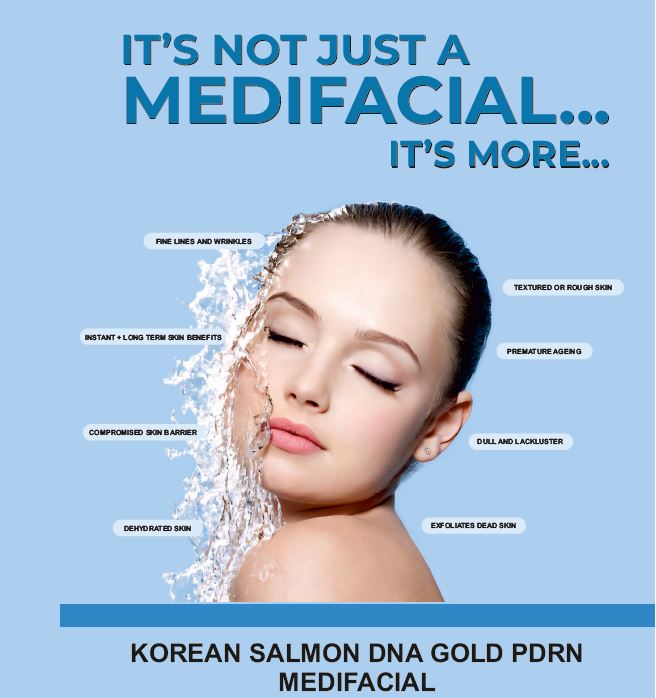 IT'S NOT JUST A
MEDIFACIAL...
IT'S MORE...
FINE LINES AND WRINKLES
TEXTURED OR ROUGH SKIN
INSTANT + LONG TERM SKIN BENEFITS
PREMATURE AGEING
COMPROMISED SKIN BARRIER
DULL AND LACKLUSTER
DEHYDRATED SKIN
EXFOLIATES DEAD SKIN
KOREAN SALMON DNA GOLD PDRN
MEDIFACIAL